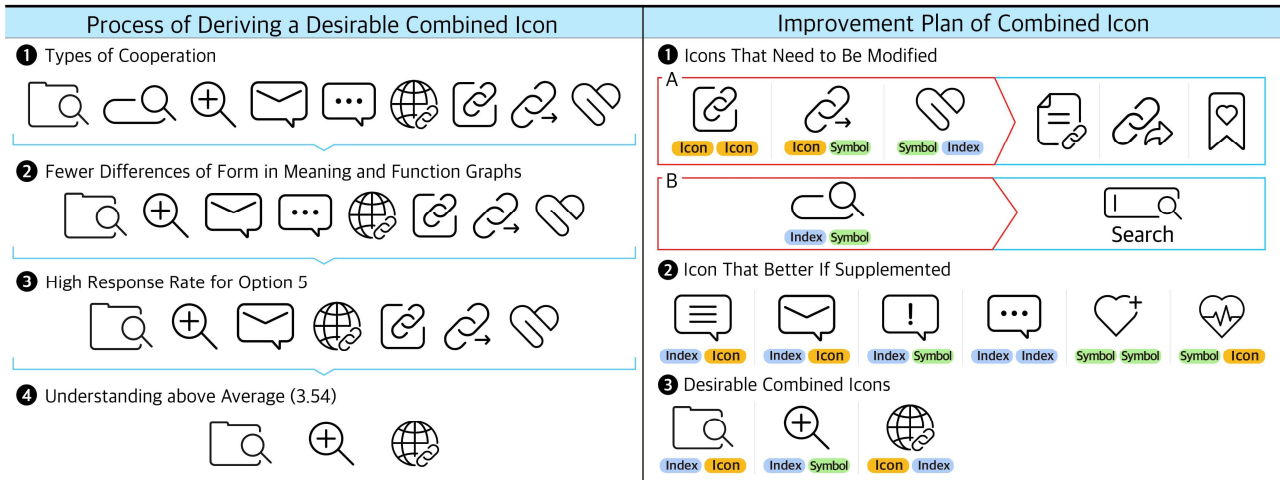 Process of Deriving a Desirable Combined Icon
1 Types of Cooperation
2 Fewer Differences of Form in Meaning and Function Graphs
3 High Response Rate for Option 5
4 Understanding above Average (3.54)
Improvement Plan of Combined Icon
1 Icons That Need to Be Modified
A
Icon Icon Icon Symbol Symbol Index
B
Index Symbol
Search
2 Icon That Better If Supplemented
Index Icon Index Icon Index Symbol Index Index Symbol Symbol Symbol Icon
3 Desirable Combined Icons
Index Icon Index Symbol Icon Index